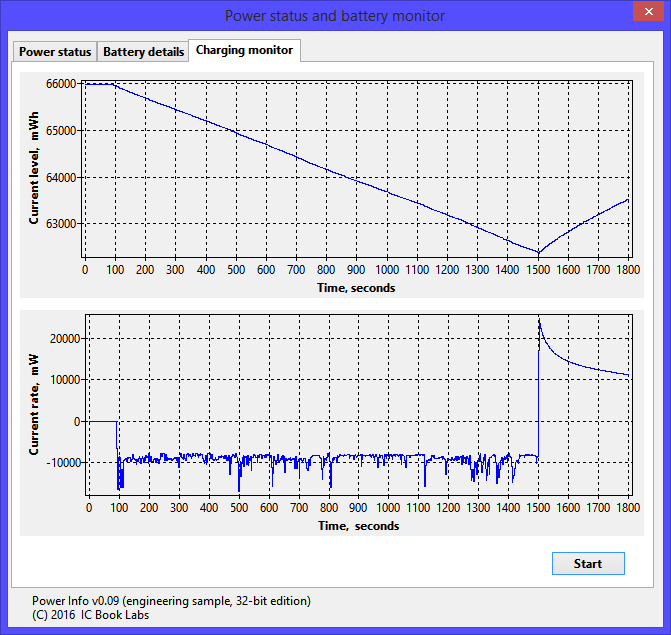 Power status and battery monitor
Power status Battery details Charging monitor
66000
65000
64000
63000
Current level, mWh
0 100 200 300 400 500 600 700 800 900 1000 1100 1200 1300 1400 1500 1600 1700 1800
Time, seconds
20000
10000
0
-10000
Current rate, mW
0 100 200 300 400 500 600 700 800 900 1000 1100 1200 1300 1400 1500 1600 1700 1800
Time, seconds
Start
Power Info v0.09 (engineering sample, 32-bit edition)
(C) 2016 IC Book Labs